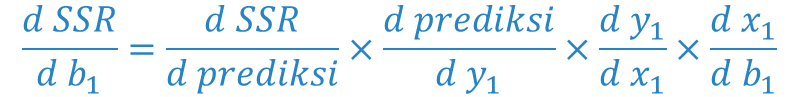 d SSR / d b₁ = d SSR / d prediksi × d prediksi / d y₁ × d y₁ / d x₁ × d x₁ / d b₁